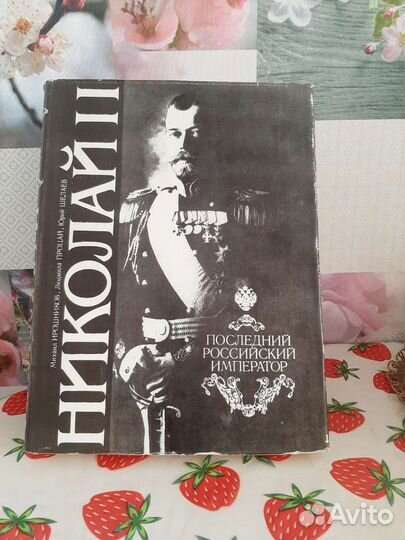 Михаил ИРОШНИКОВ, Людмила ПРОЦАЙ, Юрий ШЕЛАЕВ
НИКОЛАЙ II
ПОСЛЕДНИЙ
РОССИЙСКИЙ
ИМПЕРАТОР
Avito